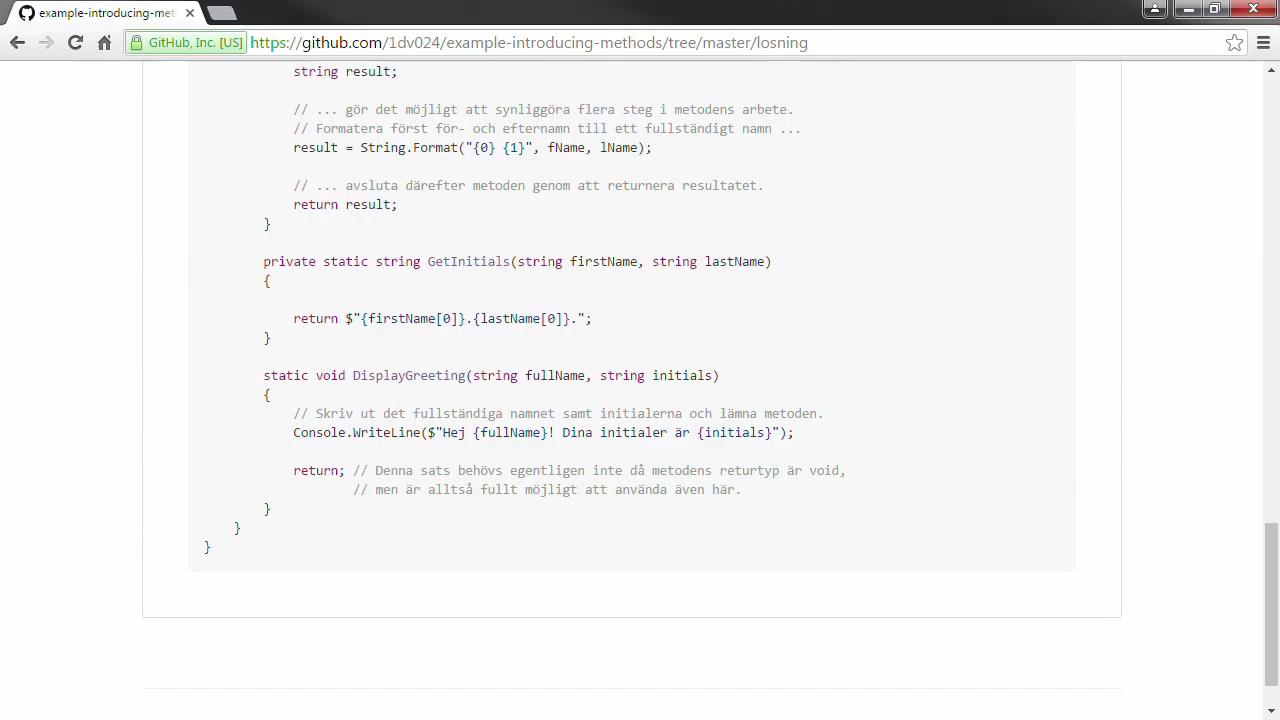 example-introducing-met
GitHub, Inc. [US] https://github.com/1dv024/example-introducing-methods/tree/master/losning
string result;
// ... gör det möjligt att synliggöra flera steg i metodens arbete.
// Formatera först för- och efternamn till ett fullständigt namn ...
result = String.Format("{0} {1}", fName, lName);
// ... avsluta därefter metoden genom att returnera resultatet.
return result;
}
private static string GetInitials(string firstName, string lastName)
{
return $"{firstName[0]}.{lastName[0]}.";
}
static void DisplayGreeting(string fullName, string initials)
{
// Skriv ut det fullständiga namnet samt initialerna och lämna metoden.
Console.WriteLine($"Hej {fullName}! Dina initialer är {initials}");
return; // Denna sats behövs egentligen inte då metodens returtyp är void,
// men är alltså fullt möjligt att använda även här.
}
}
}